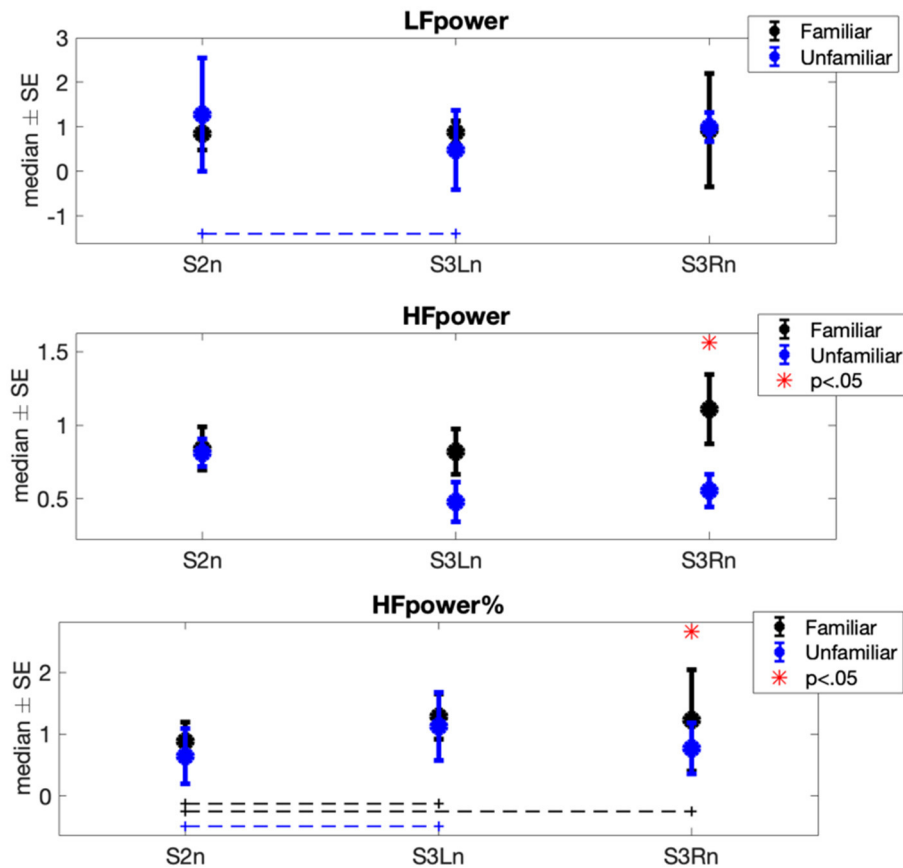 LFpower
Familiar
Unfamiliar
median ± SE
3
2
1
0
-1
S2n
S3Ln
S3Rn
HFpower
Familiar
Unfamiliar
p<.05
median ± SE
1.5
1
0.5
S2n
S3Ln
S3Rn
HFpower%
Familiar
Unfamiliar
p<.05
median ± SE
2
1
0
S2n
S3Ln
S3Rn